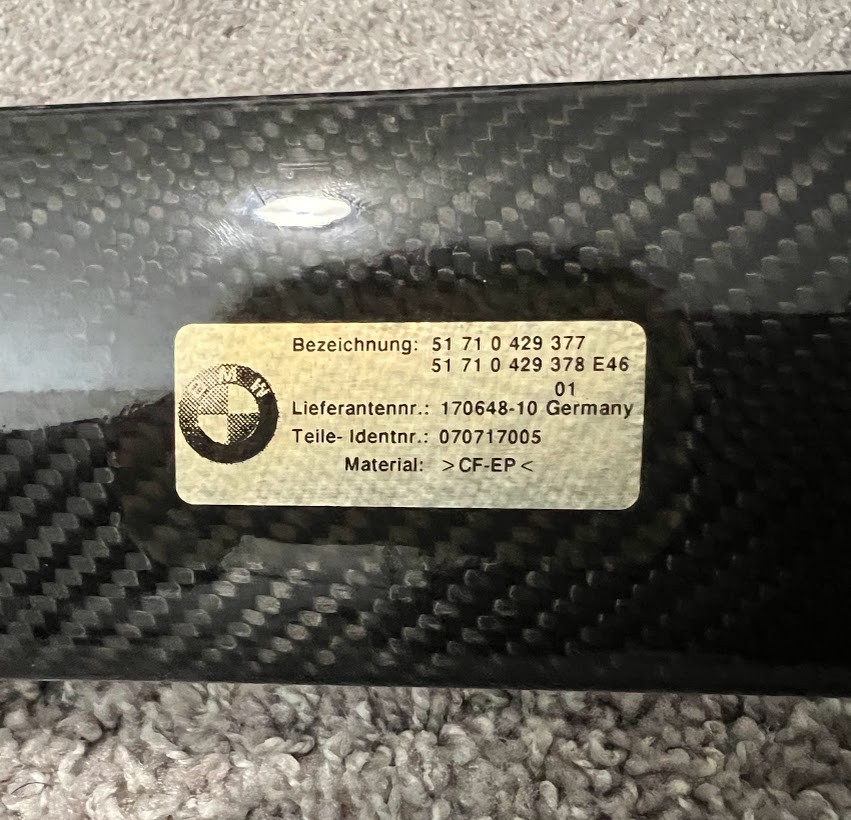 Bezeichnung: 51 71 0 429 377
51 71 0 429 378 E46
01
Lieferantennr.: 170648-10 Germany
Teile- Identnr.: 070717005
Material: >CF-EP<
BMW